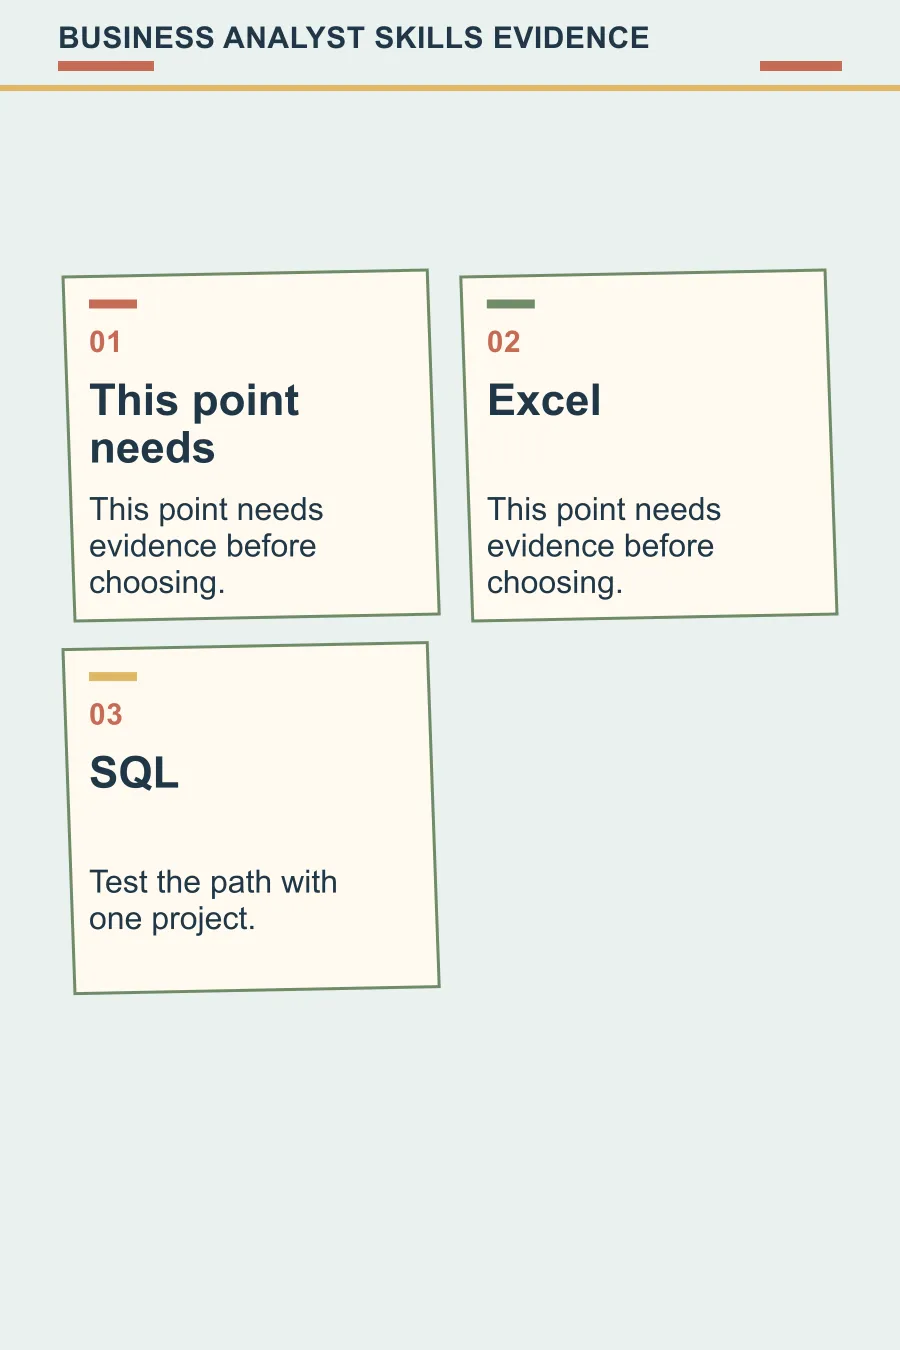 BUSINESS ANALYST SKILLS EVIDENCE
01
This point
needs
This point needs
evidence before
choosing.
02
Excel
This point needs
evidence before
choosing.
03
SQL
Test the path with
one project.